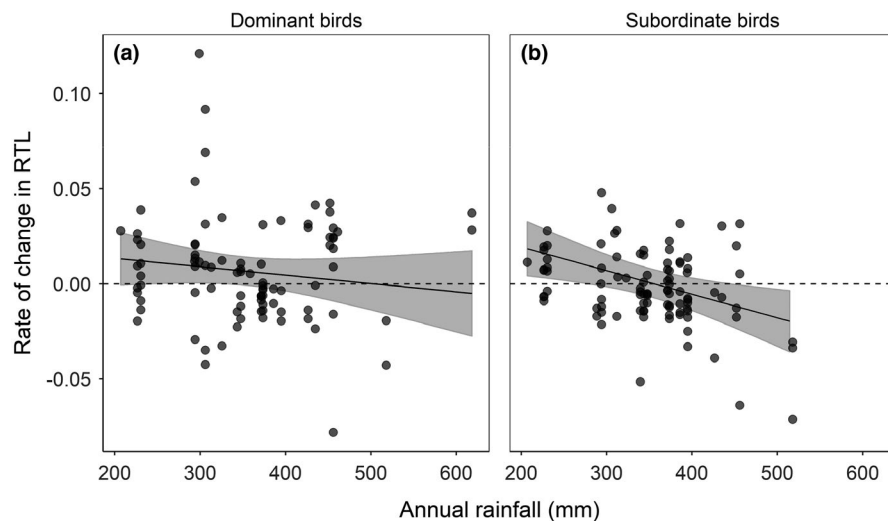 Dominant birds
Subordinate birds
(a)
(b)
Rate of change in RTL
0.10
0.05
0.00
-0.05
200 300 400 500 600
200 300 400 500 600
Annual rainfall (mm)